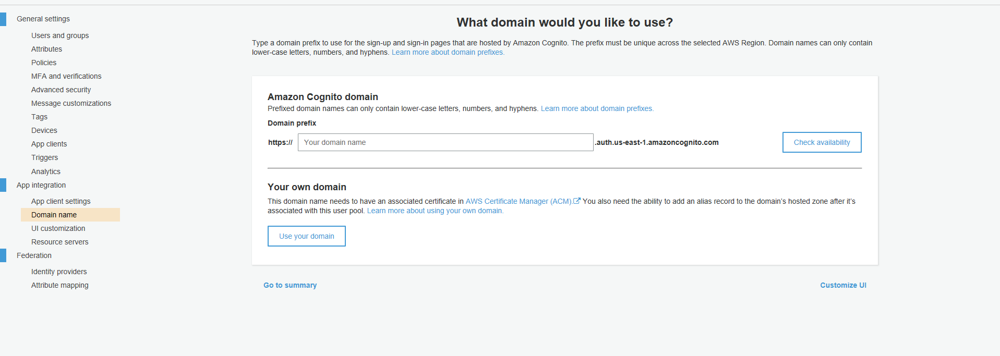 General settings
Users and groups
Attributes
Policies
MFA and verifications
Advanced security
Message customizations
Tags
Devices
App clients
Triggers
Analytics
App integration
App client settings
Domain name
UI customization
Resource servers
Federation
Identity providers
Attribute mapping
What domain would you like to use?
Type a domain prefix to use for the sign-up and sign-in pages that are hosted by Amazon Cognito. The prefix must be unique across the selected AWS Region. Domain names can only contain
lower-case letters, numbers, and hyphens. Learn more about domain prefixes.
Amazon Cognito domain
Prefixed domain names can only contain lower-case letters, numbers, and hyphens. Learn more about domain prefixes.
Domain prefix
https:// Your domain name .auth.us-east-1.amazoncognito.com Check availability
Your own domain
This domain name needs to have an associated certificate in AWS Certificate Manager (ACM). You also need the ability to add an alias record to the domain’s hosted zone after it’s
associated with this user pool. Learn more about using your own domain.
Use your domain
Go to summary Customize UI